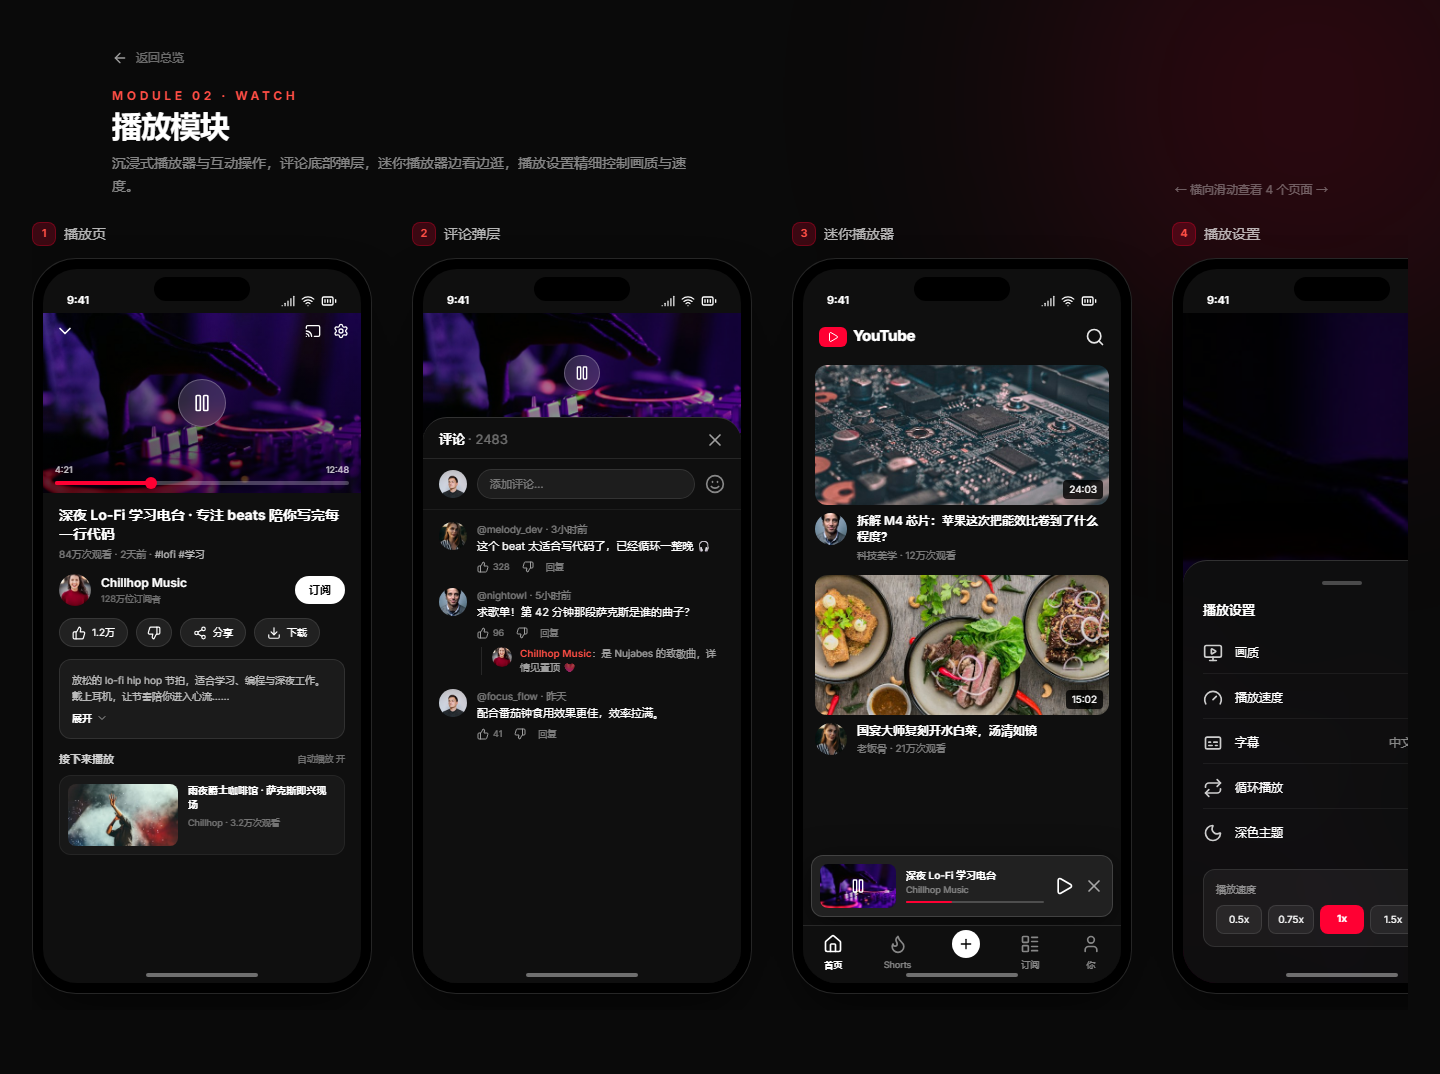 返回总览
MODULE 02 · WATCH
播放模块
沉浸式播放器与互动操作，评论底部弹层，迷你播放器边看边逛，播放设置精细控制画质与速
度。
← 横向滑动查看 4 个页面 →
1 播放页
9:41
4:21
12:48
深夜 Lo-Fi 学习电台 · 专注 beats 陪你写完每
一行代码
84万次观看 · 2天前 · #lofi #学习
Chillhop Music
128万位订阅者
订阅
1.2万
分享
下载
放松的 lo-fi hip hop 节拍，适合学习、编程与深夜工作。
戴上耳机，让节奏陪你进入心流……
展开
接下来播放
自动播放 开
雨夜爵士咖啡馆 · 萨克斯即兴现
场
Chillhop · 3.2万次观看
2 评论弹层
9:41
评论 · 2483
添加评论...
@melody_dev · 3小时前
这个 beat 太适合写代码了，已经循环一整晚 🎧
328 回复
@nightowl · 5小时前
求歌单！第 42 分钟那段萨克斯是谁的曲子？
96 回复
Chillhop Music：是 Nujabes 的致敬曲，详
情见置顶 ❤️
@focus_flow · 昨天
配合番茄钟食用效果更佳，效率拉满。
41 回复
3 迷你播放器
9:41
YouTube
24:03
拆解 M4 芯片：苹果这次把能效比卷到了什么
程度？
科技美学 · 12万次观看
15:02
国宴大师复刻开水白菜，汤清如镜
老饭骨 · 21万次观看
深夜 Lo-Fi 学习电台
Chillhop Music
首页
Shorts
订阅
你
4 播放设置
9:41
播放设置
画质
播放速度
字幕
中文
循环播放
深色主题
播放速度
0.5x
0.75x
1x
1.5x